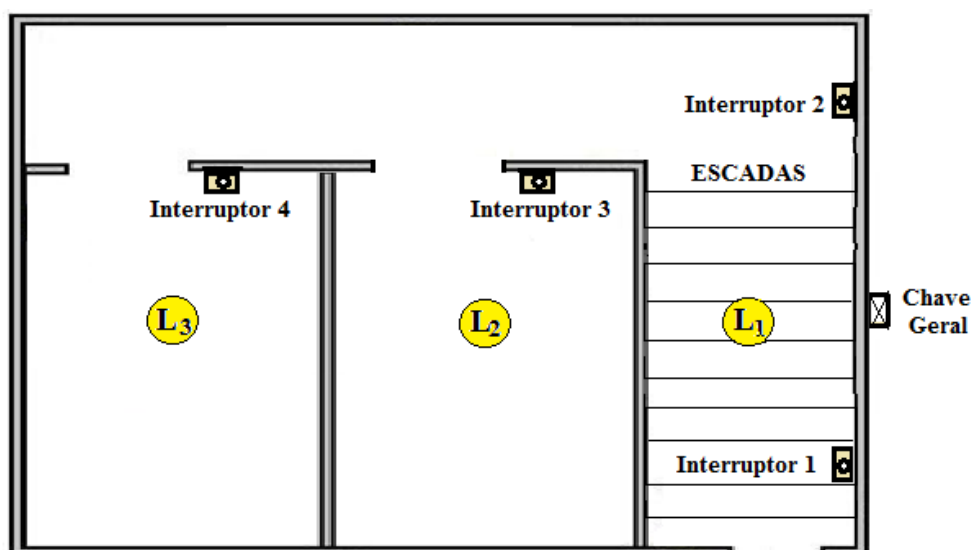 Interruptor 2
ESCADAS
Interruptor 4
Interruptor 3
L3
L2
L1
Chave
Geral
Interruptor 1